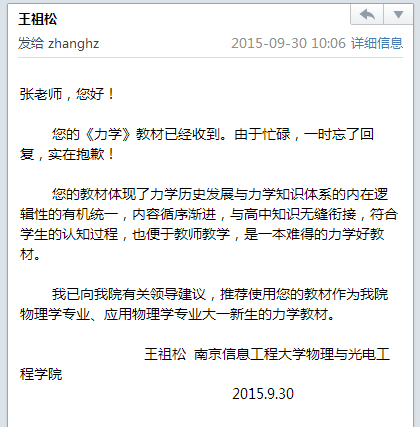 王祖松
发给 zhanghz 2015-09-30 10:06 详细信息
张老师，您好！
您的《力学》教材已经收到。由于忙碌，一时忘了回
复，实在抱歉！
您的教材体现了力学历史发展与力学知识体系的内在逻
辑性的有机统一，内容循序渐进，与高中知识无缝衔接，符合
学生的认知过程，也便于教师教学，是一本难得的力学好教
材。
我已向我院有关领导建议，推荐使用您的教材作为我院
物理学专业、应用物理学专业大一新生的力学教材。
王祖松 南京信息工程大学物理与光电工
程学院
2015.9.30